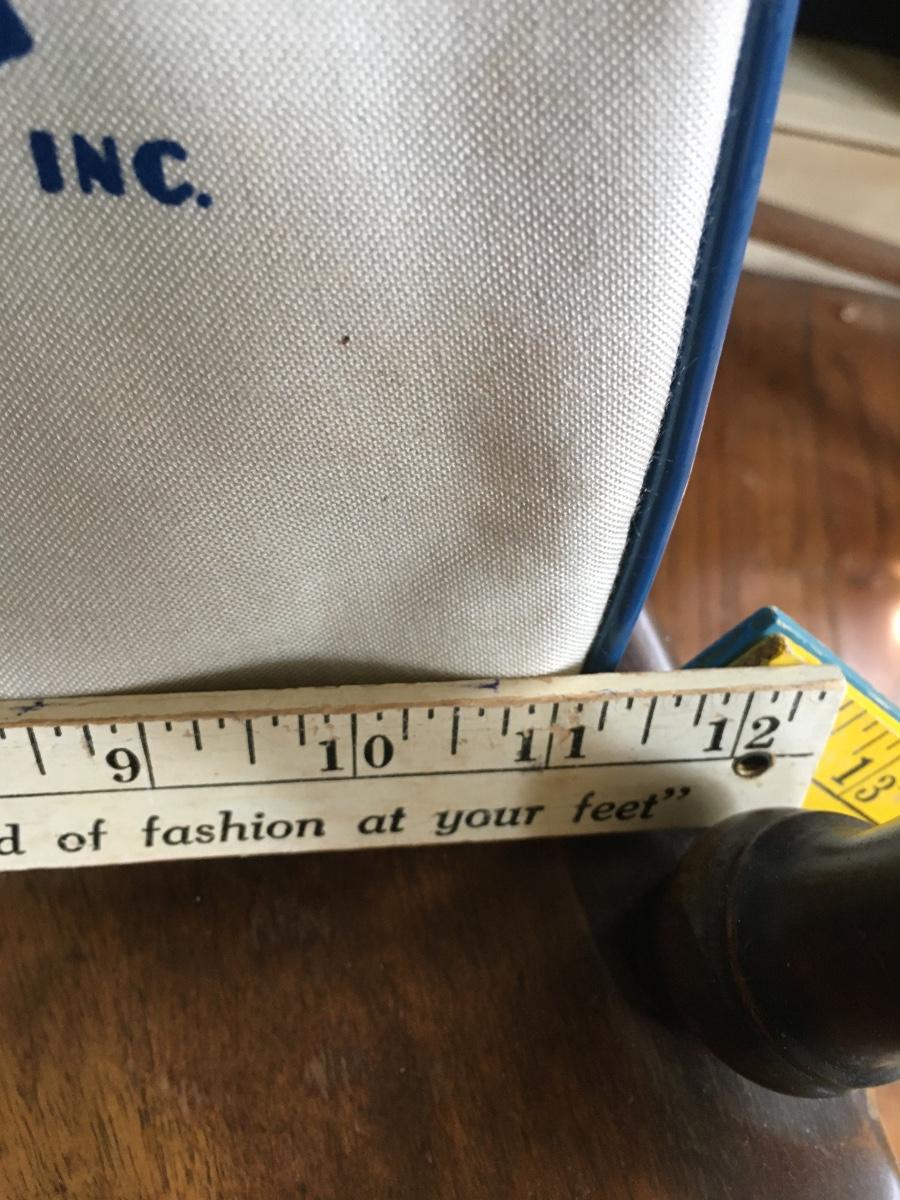 INC.
9 10 11 12
d of fashion at your feet”
13